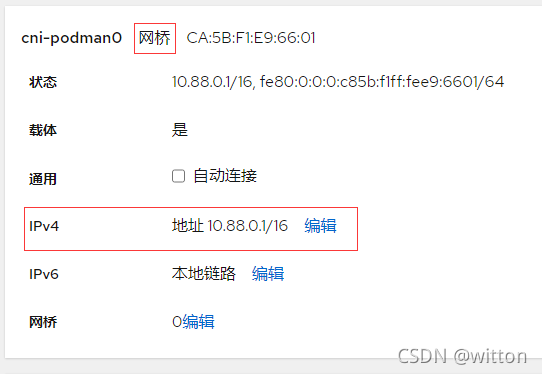 cni-podman0 网桥 CA:5B:F1:E9:66:01
状态 10.88.0.1/16, fe80:0:0:0:c85b:f1ff:fee9:6601/64
载体 是
通用 自动连接
IPv4 地址 10.88.0.1/16 编辑
IPv6 本地链路 编辑
网桥 0编辑
CSDN @witton